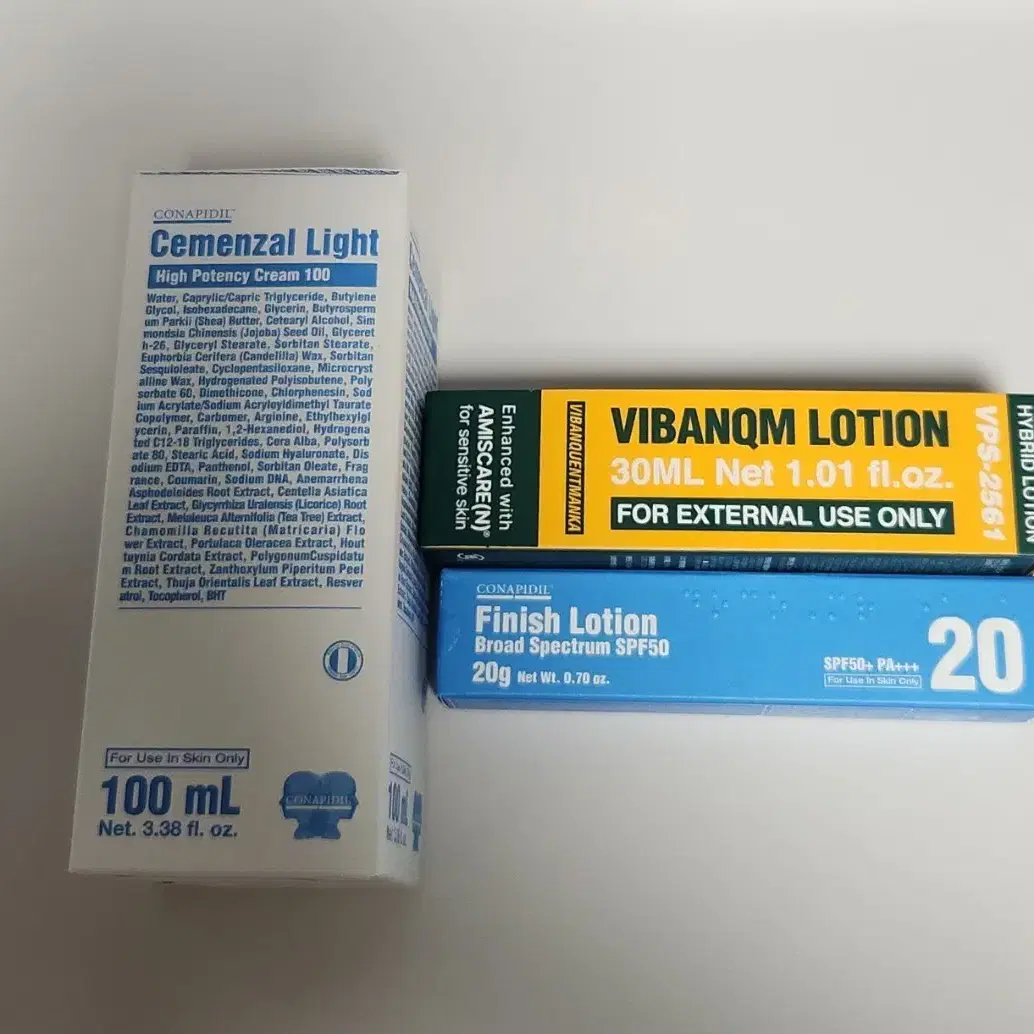 CONAPIDIL™
Cemenzal Light
High Potency Cream 100
Water, Caprylic/Capric Triglyceride, Butylene
Glycol, Isohexadecane, Glycerin, Butyrosperm
um Parkii (Shea) Butter, Cetearyl Alcohol, Sim
mondsia Chinensis (Jojoba) Seed Oil, Glyceret
h-26, Glyceryl Stearate, Sorbitan Stearate,
Euphorbia Cerifera (Candelilla) Wax, Sorbitan
Sesquioleate, Cyclopentasiloxane, Microcryst
alline Wax, Hydrogenated Polyisobutene, Poly
sorbate 60, Dimethicone, Chlorphenesin, Sod
ium Acrylate/Sodium Acryloyldimethyl Taurate
Copolymer, Carbomer, Arginine, Ethylhexylgl
ycerin, Paraffin, 1,2-Hexanediol, Hydrogena
ted C12-18 Triglycerides, Cera Alba, Polysorb
ate 80, Stearic Acid, Sodium Hyaluronate, Dis
odium EDTA, Panthenol, Sorbitan Oleate, Frag
rance, Coumarin, Sodium DNA, Anemarrhena
Asphodeloides Root Extract, Centella Asiatica
Leaf Extract, Glycyrrhiza Uralensis (Licorice) Root
Extract, Melaleuca Alternifolia (Tea Tree) Extract,
Chamomilla Recutita (Matricaria) Flo
wer Extract, Portulaca Oleracea Extract, Hout
tuynia Cordata Extract, PolygonumCuspidatu
m Root Extract, Zanthoxylum Piperitum Peel
Extract, Thuja Orientalis Leaf Extract, Resver
atrol, Tocopherol, BHT
For Use In Skin Only
100 mL
Net. 3.38 fl. oz.
CONAPIDIL
100 mL
Enhanced with
AMISCARE(N)®
for sensitive skin
VIBANQUENTMANKA
VIBANQM LOTION
30ML Net 1.01 fl.oz.
FOR EXTERNAL USE ONLY
VPS-2561
HYBRID LOTION
CONAPIDIL™
Finish Lotion
Broad Spectrum SPF50
20g Net Wt. 0.70 oz.
SPF50+ PA+++
For Use In Skin Only
20